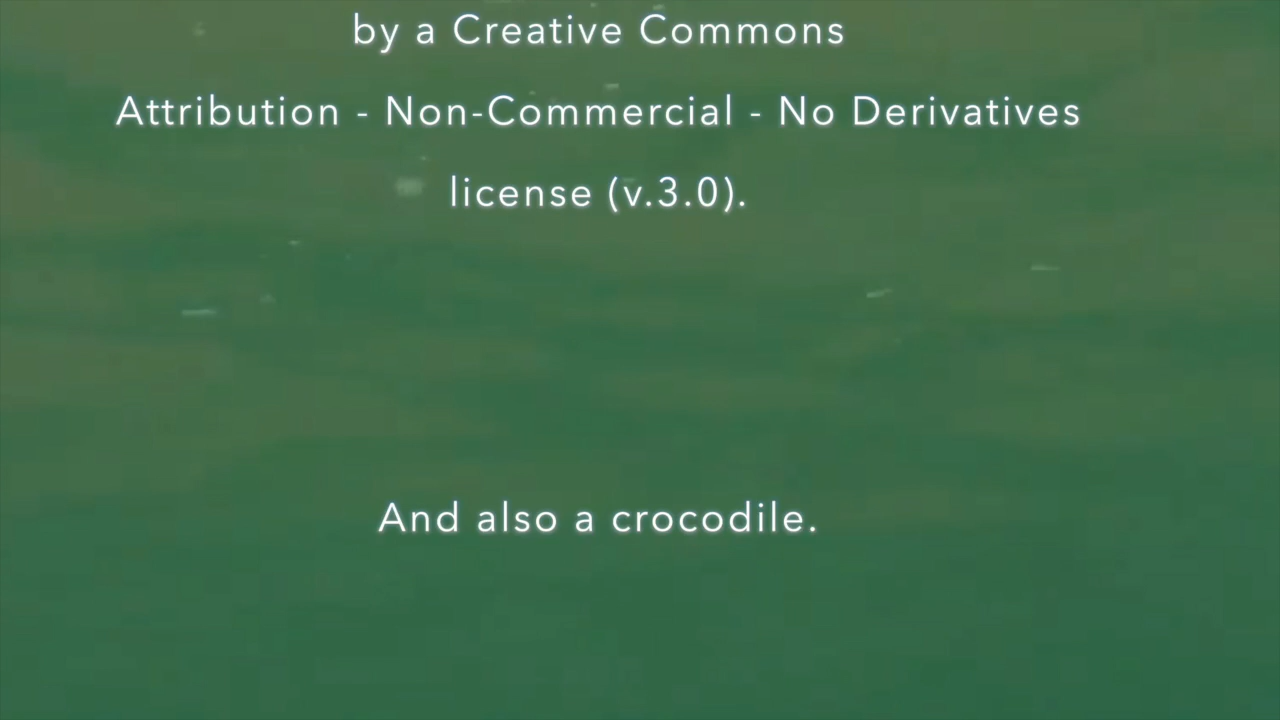 by a Creative Commons
Attribution - Non-Commercial - No Derivatives
license (v.3.0).
And also a crocodile.